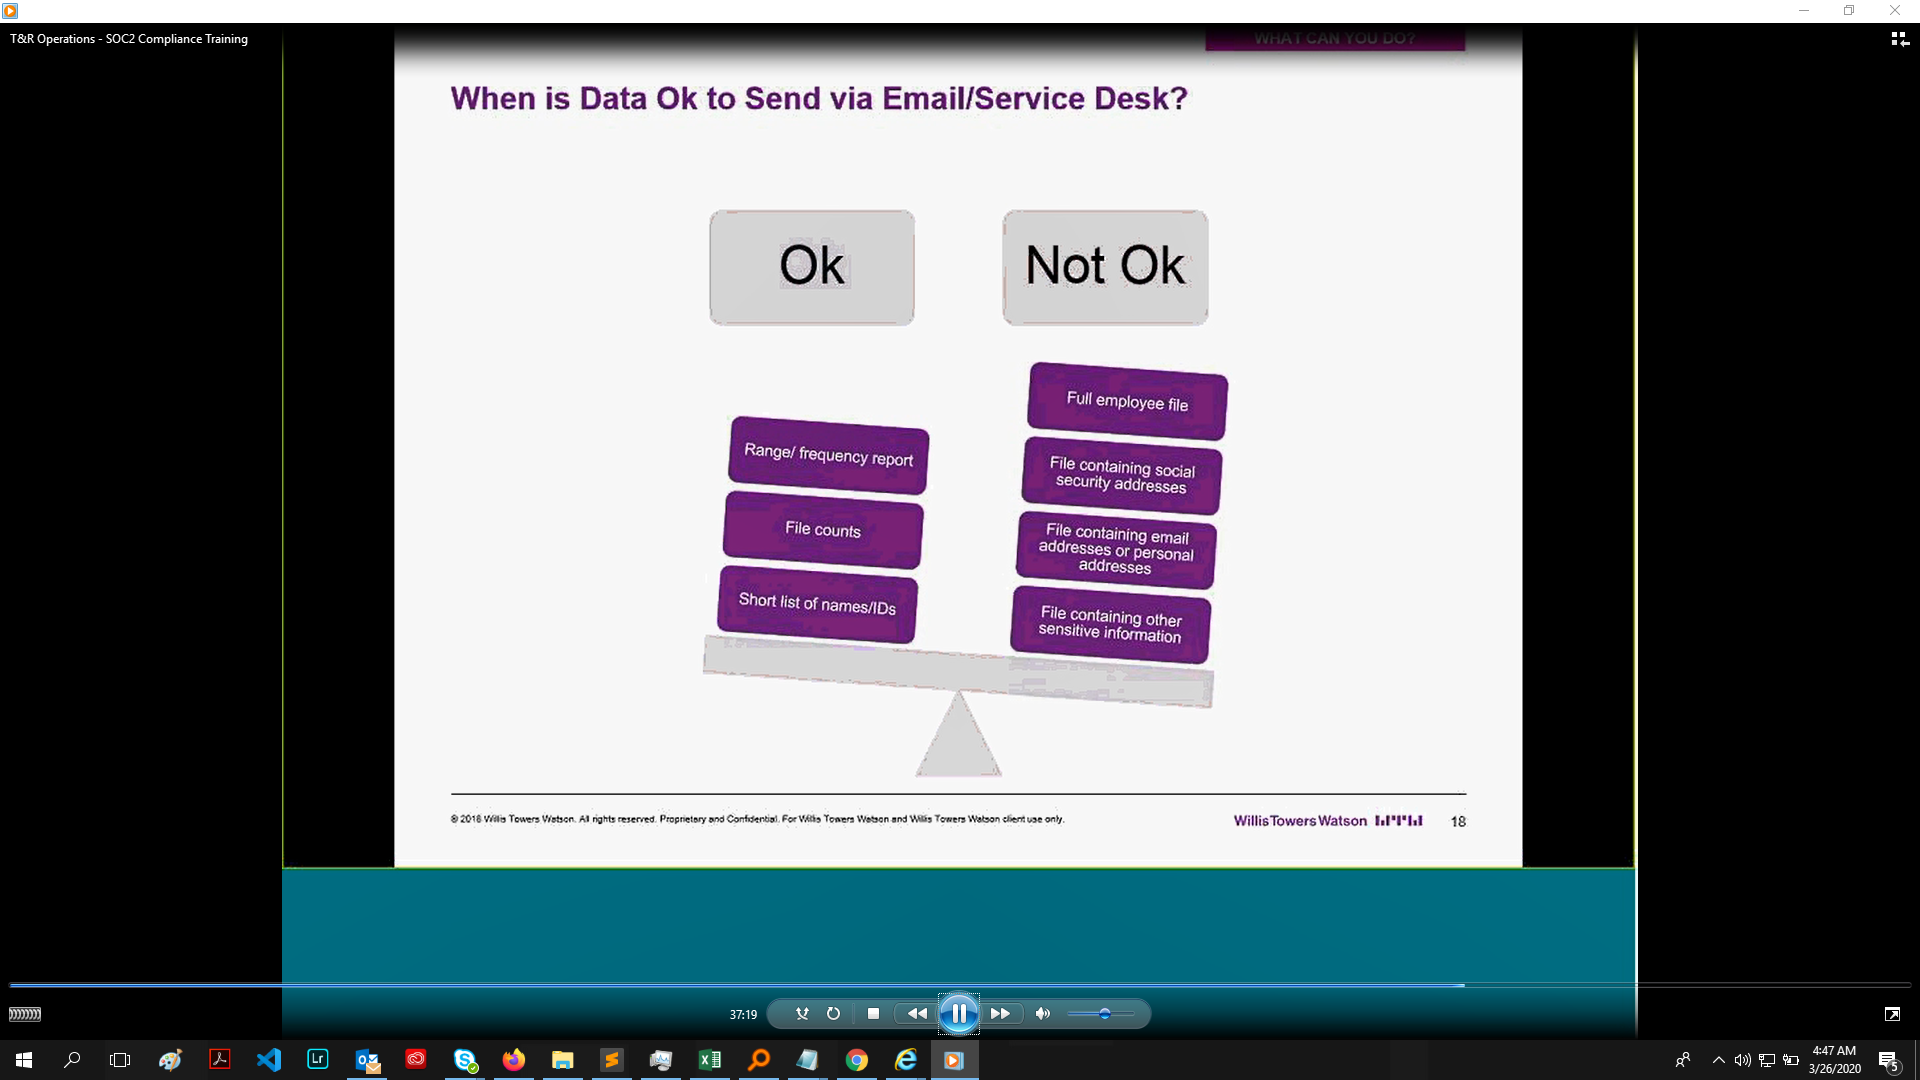 T&R Operations - SOC2 Compliance Training
WHAT CAN YOU DO?
When is Data Ok to Send via Email/Service Desk?
Ok
Not Ok
Range/ frequency report
File counts
Short list of names/IDs
Full employee file
File containing social
security addresses
File containing email
addresses or personal
addresses
File containing other
sensitive information
© 2016 Willis Towers Watson. All rights reserved. Proprietary and Confidential. For Willis Towers Watson and Willis Towers Watson client use only.
WillisTowersWatson
18
37:19
Lr
4:47 AM
3/26/2020
5